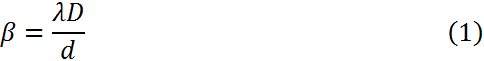 β = λD/d (1)